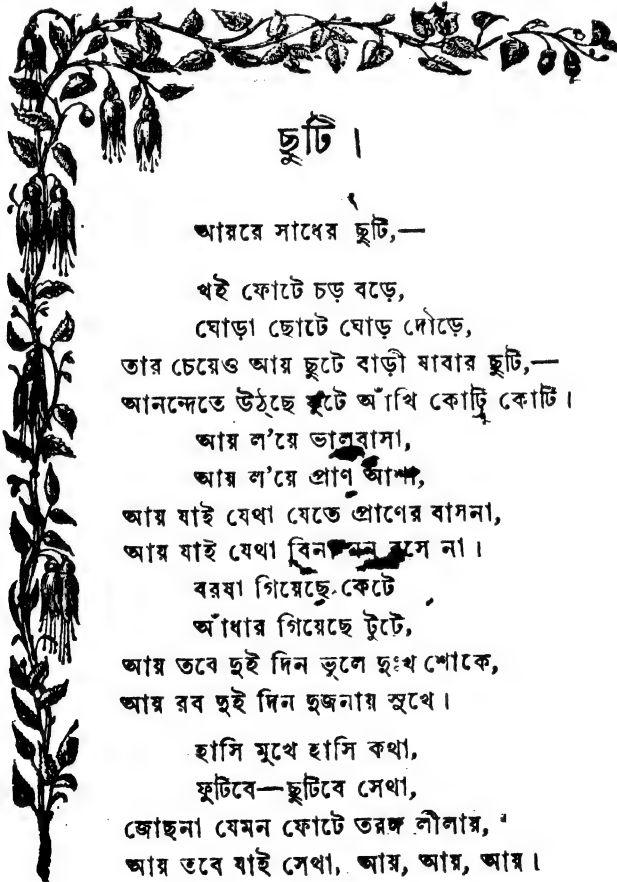 ছুটি ।
আয়রে সাধের ছুটি,—
খই ফোটে চড় বড়ে,
ঘোড়া ছোটে ঘোড় দৌড়ে,
তার চেয়েও আয় ছুটে বাড়ী যাবার ছুটি,—
আনন্দেতে উঠ্ছে ফুটে আঁখি কোটি কোটি ।
আয় ল'য়ে ভালবাসা,
আয় ল'য়ে প্রাণ আশা,
আয় যাই যেথা যেতে প্রাণের বাসনা,
আয় যাই যেথা বিনা মন বসে না ।
বরষা গিয়েছে কেটে
আঁধার গিয়েছে টুটে,
আয় তবে দুই দিন ভুলে দুঃখ শোকে,
আয় রব দুই দিন দুজনায় সুখে ।
হাসি মুখে হাসি কথা,
ফুটিবে—ছুটিবে সেথা,
জোছনা যেমন ফোটে তরঙ্গ লীলায়,
আয় তবে যাই সেথা, আয়, আয়, আয় ।